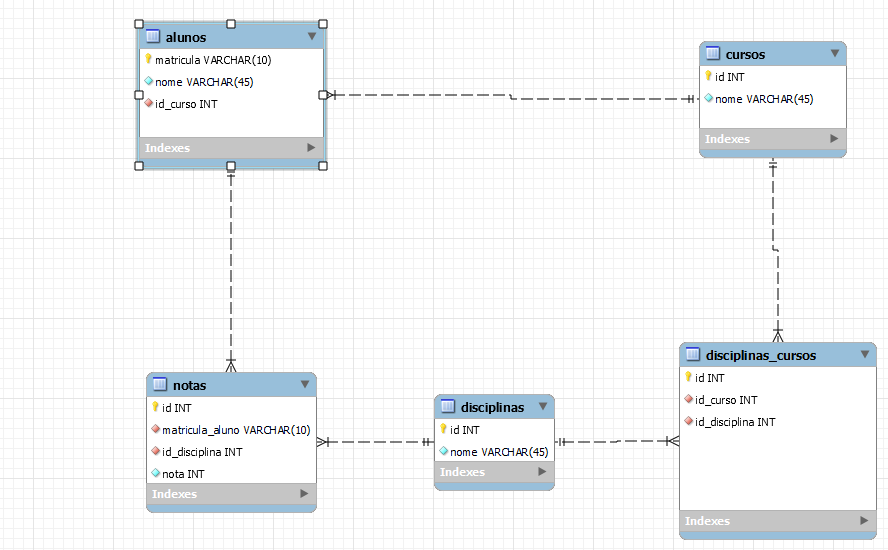 alunos
matricula VARCHAR(10)
nome VARCHAR(45)
id_curso INT
Indexes
cursos
id INT
nome VARCHAR(45)
Indexes
notas
id INT
matricula_aluno VARCHAR(10)
id_disciplina INT
nota INT
Indexes
disciplinas
id INT
nome VARCHAR(45)
Indexes
disciplinas_cursos
id INT
id_curso INT
id_disciplina INT
Indexes